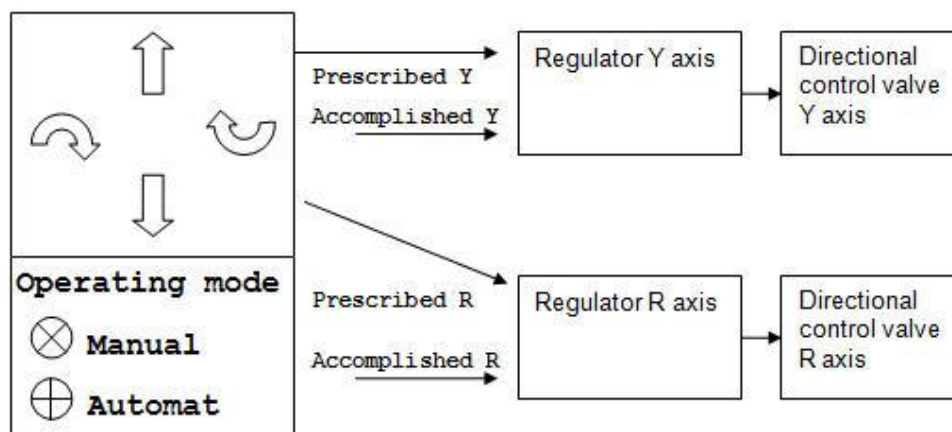 Prescribed Y
Accomplished Y
Regulator Y axis
Directional
control valve
Y axis
Operating mode
Manual
Automat
Prescribed R
Accomplished R
Regulator R axis
Directional
control valve
R axis